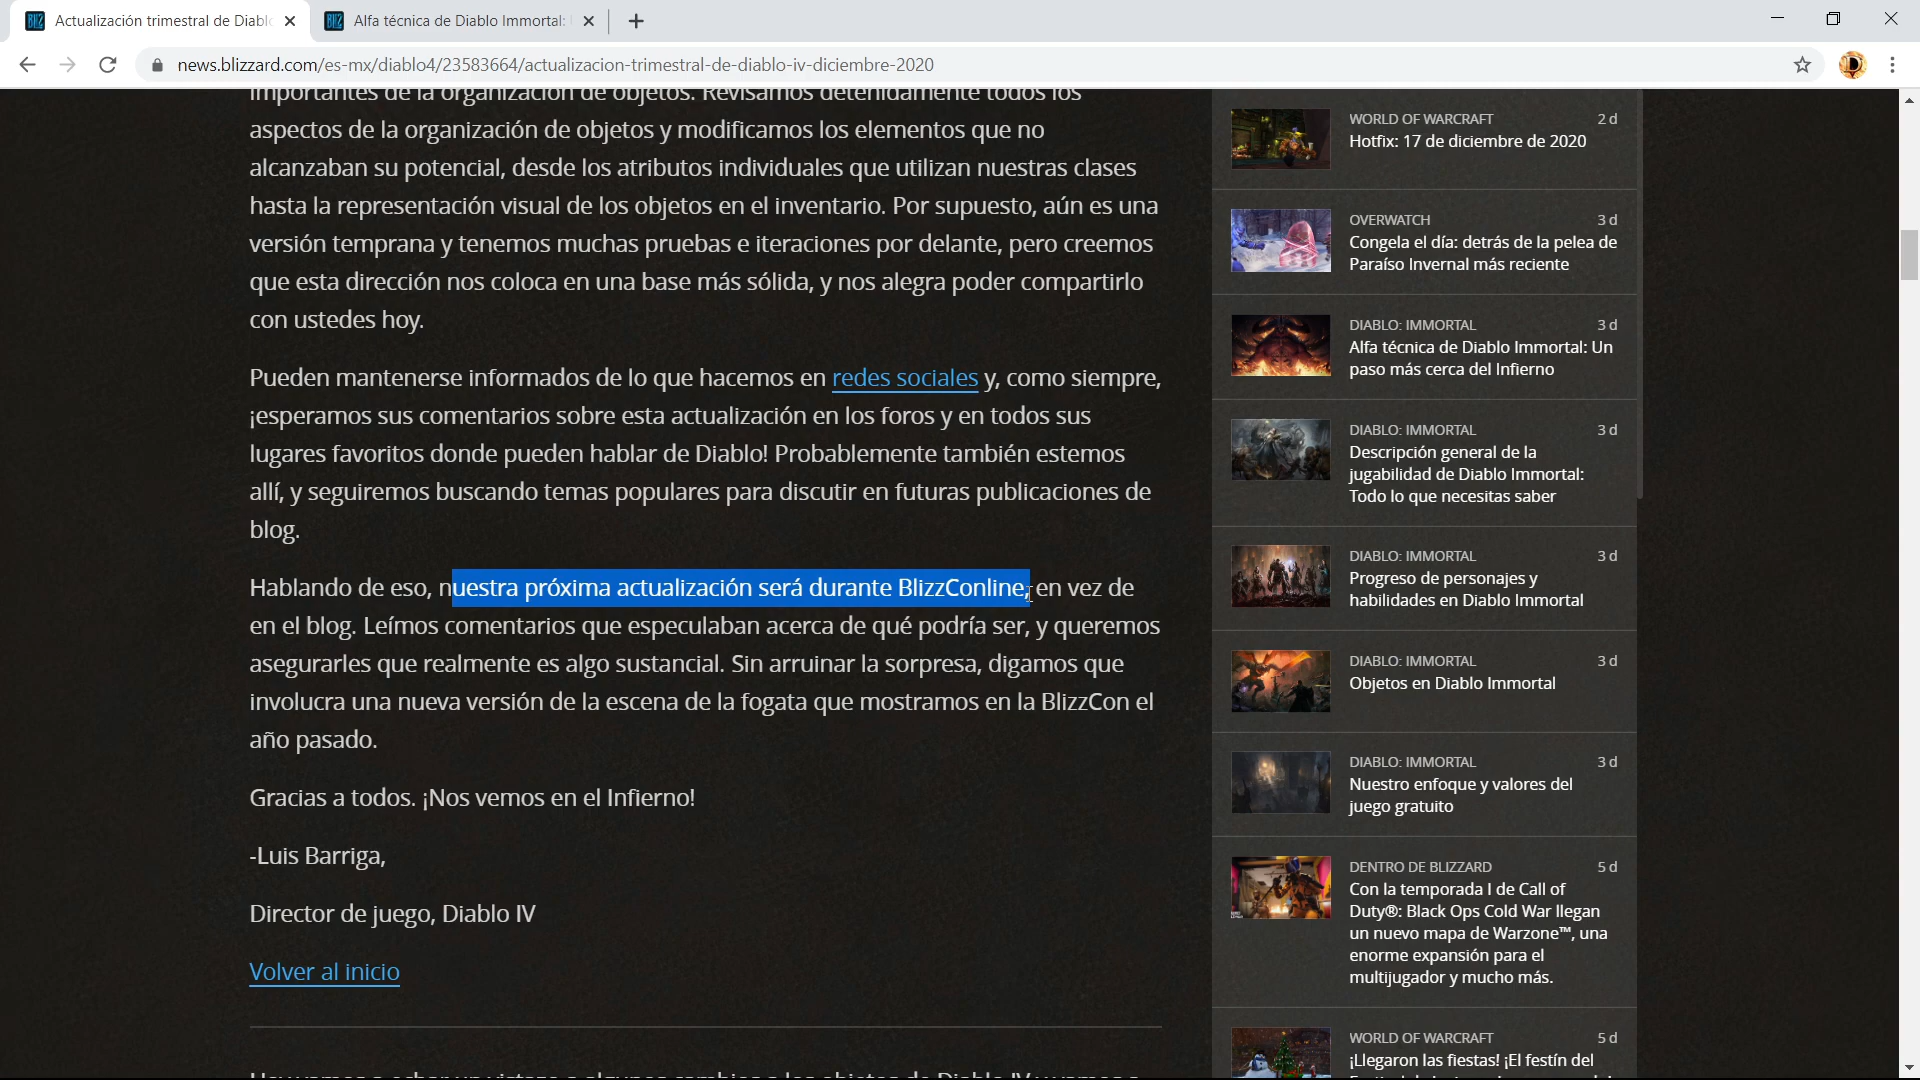 Actualización trimestral de Diablo
Alfa técnica de Diablo Immortal:
news.blizzard.com/es-mx/diablo4/23583664/actualizacion-trimestral-de-diablo-iv-diciembre-2020
importantes de la organización de objetos. Revisamos detenidamente todos los
aspectos de la organización de objetos y modificamos los elementos que no
alcanzaban su potencial, desde los atributos individuales que utilizan nuestras clases
hasta la representación visual de los objetos en el inventario. Por supuesto, aún es una
versión temprana y tenemos muchas pruebas e iteraciones por delante, pero creemos
que esta dirección nos coloca en una base más sólida, y nos alegra poder compartirlo
con ustedes hoy.
Pueden mantenerse informados de lo que hacemos en redes sociales y, como siempre,
¡esperamos sus comentarios sobre esta actualización en los foros y en todos sus
lugares favoritos donde pueden hablar de Diablo! Probablemente también estemos
allí, y seguiremos buscando temas populares para discutir en futuras publicaciones de
blog.
Hablando de eso, nuestra próxima actualización será durante BlizzConline, en vez de
en el blog. Leímos comentarios que especulaban acerca de qué podría ser, y queremos
asegurarles que realmente es algo sustancial. Sin arruinar la sorpresa, digamos que
involucra una nueva versión de la escena de la fogata que mostramos en la BlizzCon el
año pasado.
Gracias a todos. ¡Nos vemos en el Infierno!
-Luis Barriga,
Director de juego, Diablo IV
Volver al inicio
WORLD OF WARCRAFT 2 d
Hotfix: 17 de diciembre de 2020
OVERWATCH 3 d
Congela el día: detrás de la pelea de
Paraíso Invernal más reciente
DIABLO: IMMORTAL 3 d
Alfa técnica de Diablo Immortal: Un
paso más cerca del Infierno
DIABLO: IMMORTAL 3 d
Descripción general de la
jugabilidad de Diablo Immortal:
Todo lo que necesitas saber
DIABLO: IMMORTAL 3 d
Progreso de personajes y
habilidades en Diablo Immortal
DIABLO: IMMORTAL 3 d
Objetos en Diablo Immortal
DIABLO: IMMORTAL 3 d
Nuestro enfoque y valores del
juego gratuito
DENTRO DE BLIZZARD 5 d
Con la temporada I de Call of
Duty®: Black Ops Cold War llegan
un nuevo mapa de Warzone™, una
enorme expansión para el
multijugador y mucho más.
WORLD OF WARCRAFT 5 d
¡Llegaron las fiestas! ¡El festín del